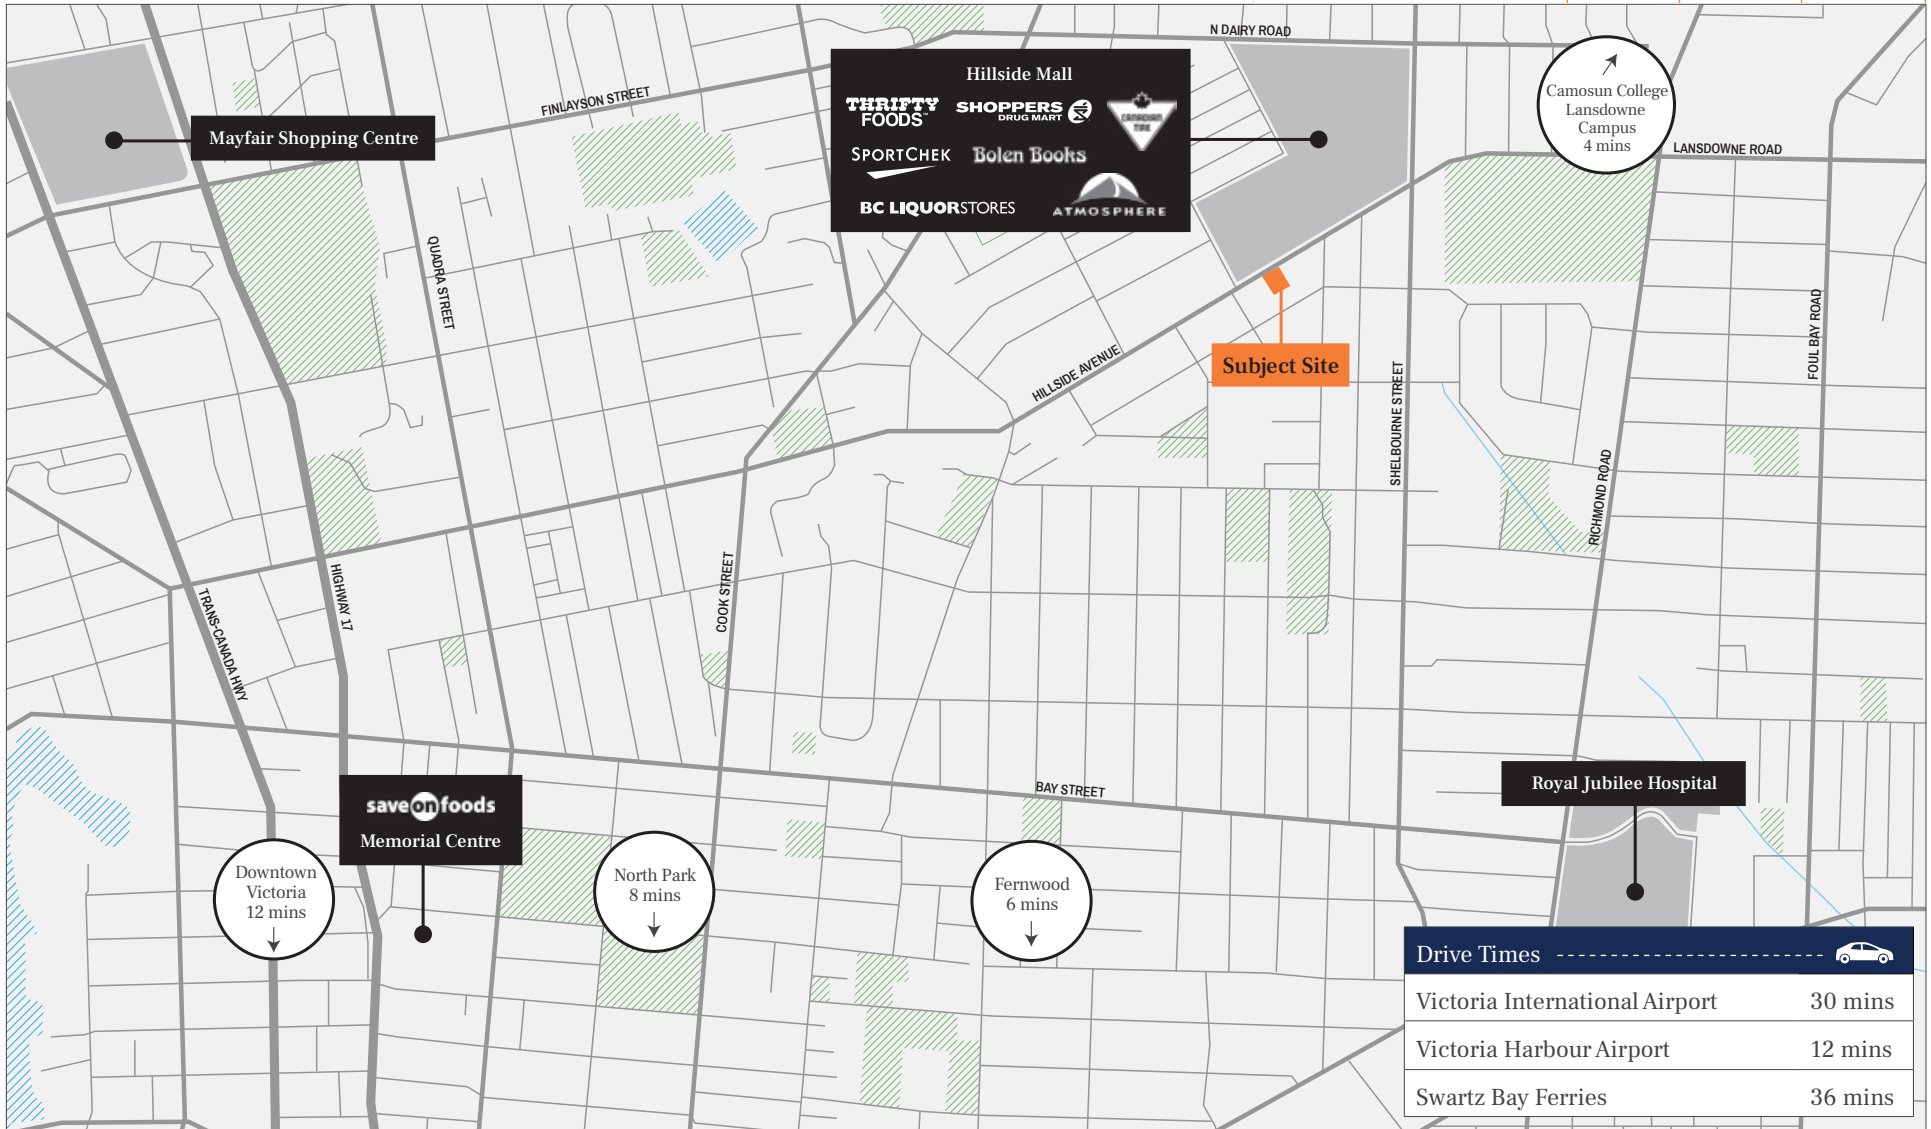 N DAIRY ROAD
Hillside Mall
THRIFTY
FOODS™
SHOPPERS
DRUG MART
CANADIAN
TIRE
SPORTCHEK
Bolen Books
BC LIQUORSTORES
ATMOSPHERE
Camosun College
Lansdowne
Campus
4 mins
FINLAYSON STREET
Mayfair Shopping Centre
LANSDOWNE ROAD
QUADRA STREET
FOUL BAY ROAD
HILLSIDE AVENUE
Subject Site
SHELBOURNE STREET
RICHMOND ROAD
COOK STREET
HIGHWAY 17
TRANS-CANADA HWY
BAY STREET
Royal Jubilee Hospital
save on foods
Memorial Centre
Downtown
Victoria
12 mins
North Park
8 mins
Fernwood
6 mins
Drive Times
Victoria International Airport 30 mins
Victoria Harbour Airport 12 mins
Swartz Bay Ferries 36 mins